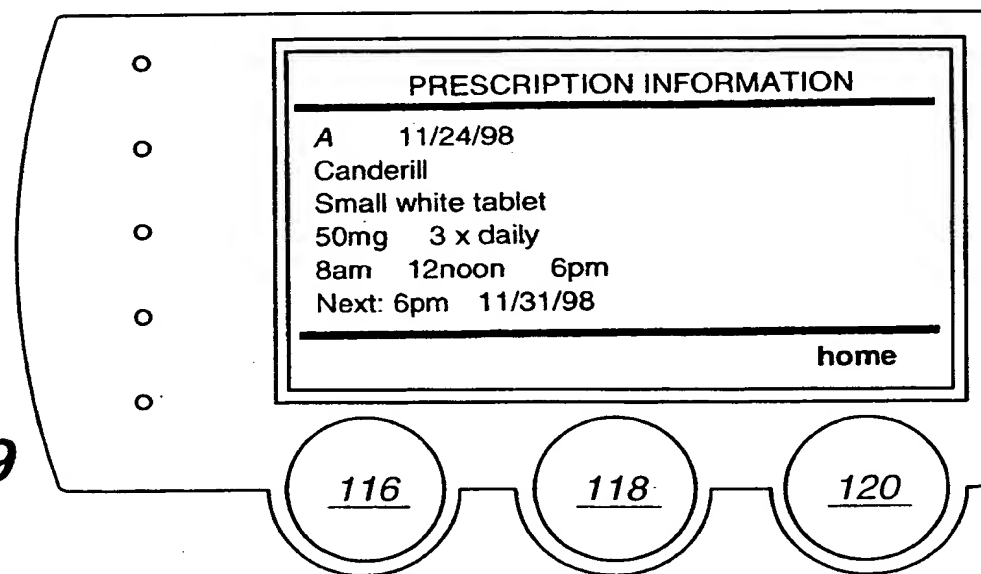 PRESCRIPTION INFORMATION
A 11/24/98
Canderill
Small white tablet
50mg 3 x daily
8am 12noon 6pm
Next: 6pm 11/31/98
home
9
116 118 120